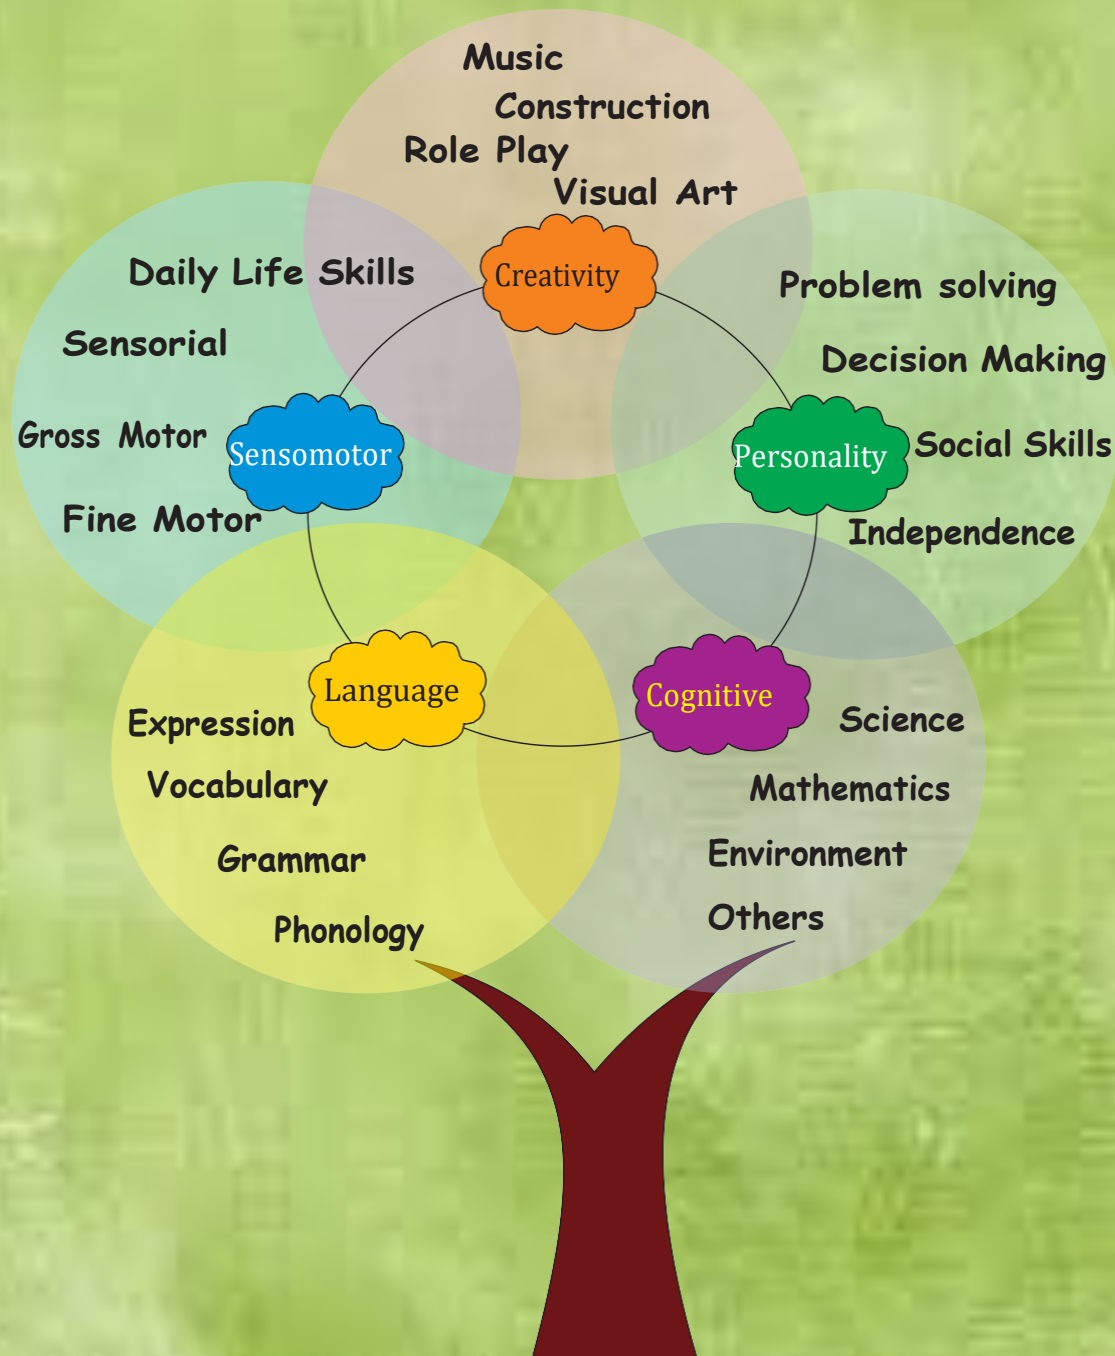 Music
Construction
Role Play
Visual Art
Creativity
Daily Life Skills
Sensorial
Gross Motor
Sensomotor
Fine Motor
Problem solving
Decision Making
Personality
Social Skills
Independence
Language
Expression
Vocabulary
Grammar
Phonology
Cognitive
Science
Mathematics
Environment
Others